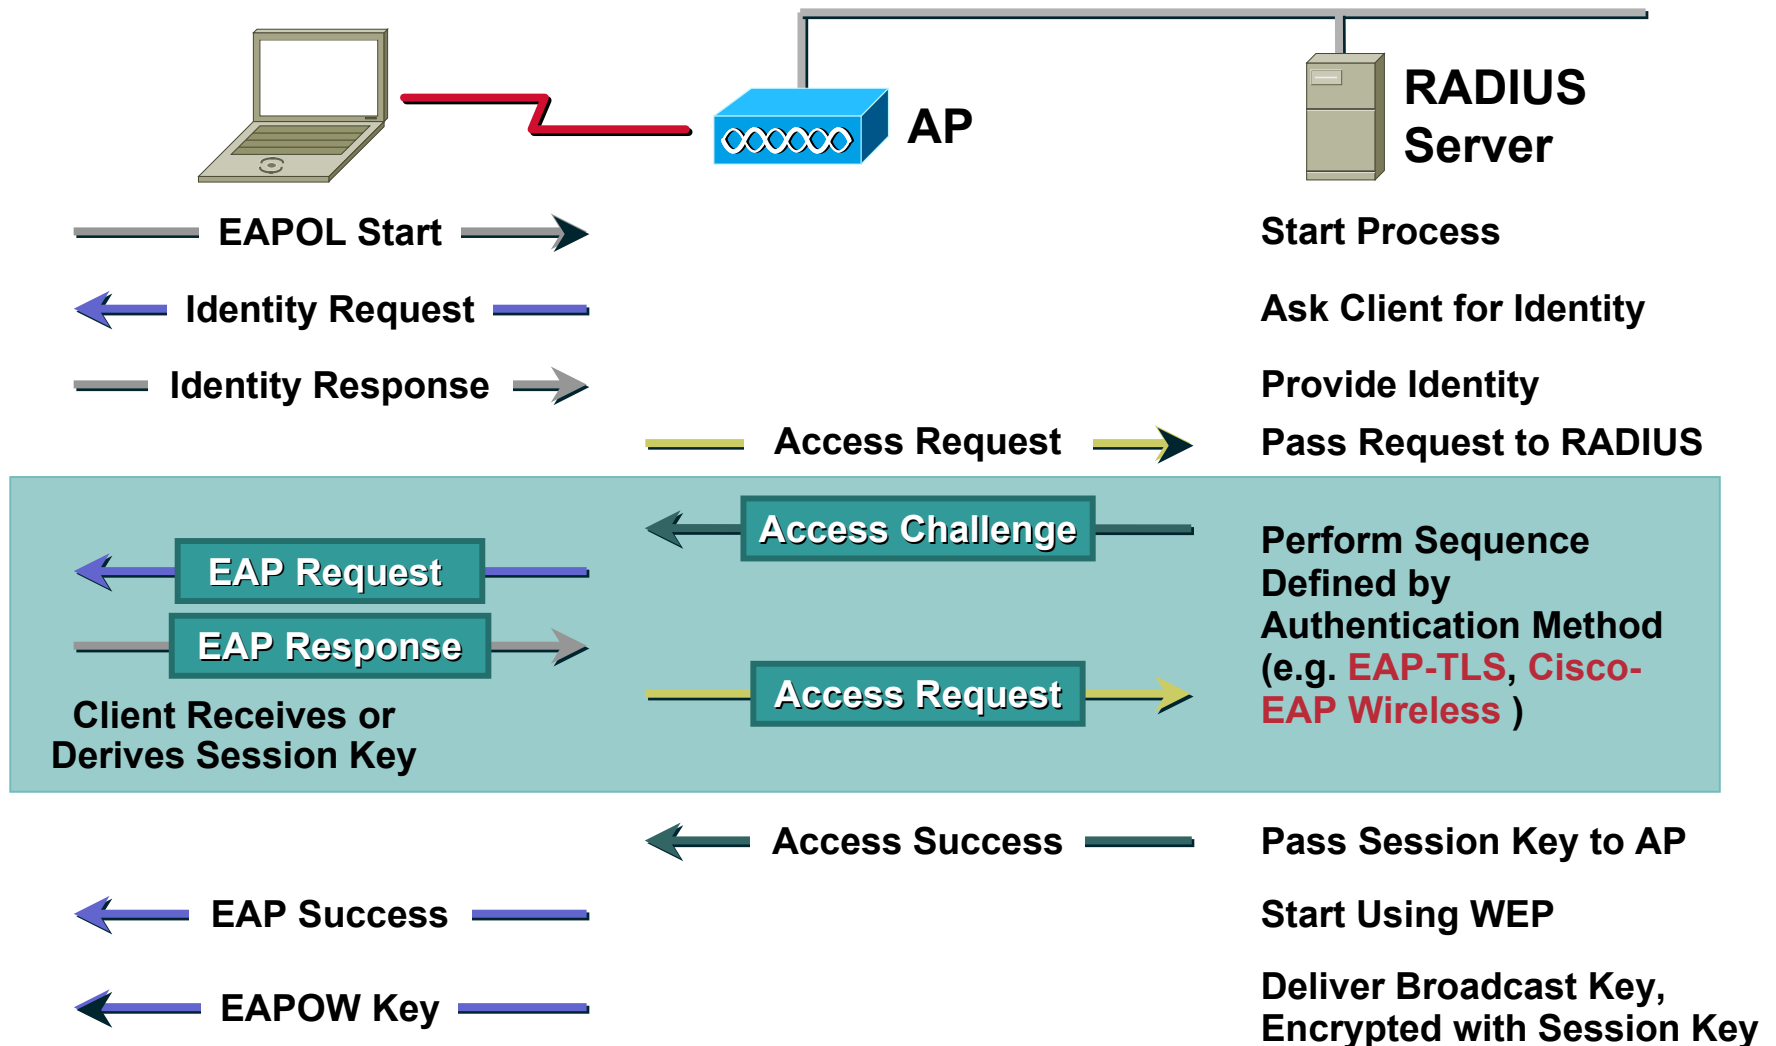 AP
RADIUS
Server
EAPOL Start
Start Process
Identity Request
Ask Client for Identity
Identity Response
Provide Identity
Access Request
Pass Request to RADIUS
Access Challenge
EAP Request
EAP Response
Access Request
Client Receives or
Derives Session Key
Perform Sequence
Defined by
Authentication Method
(e.g. EAP-TLS, Cisco-
EAP Wireless )
Access Success
Pass Session Key to AP
EAP Success
Start Using WEP
EAPOW Key
Deliver Broadcast Key,
Encrypted with Session Key